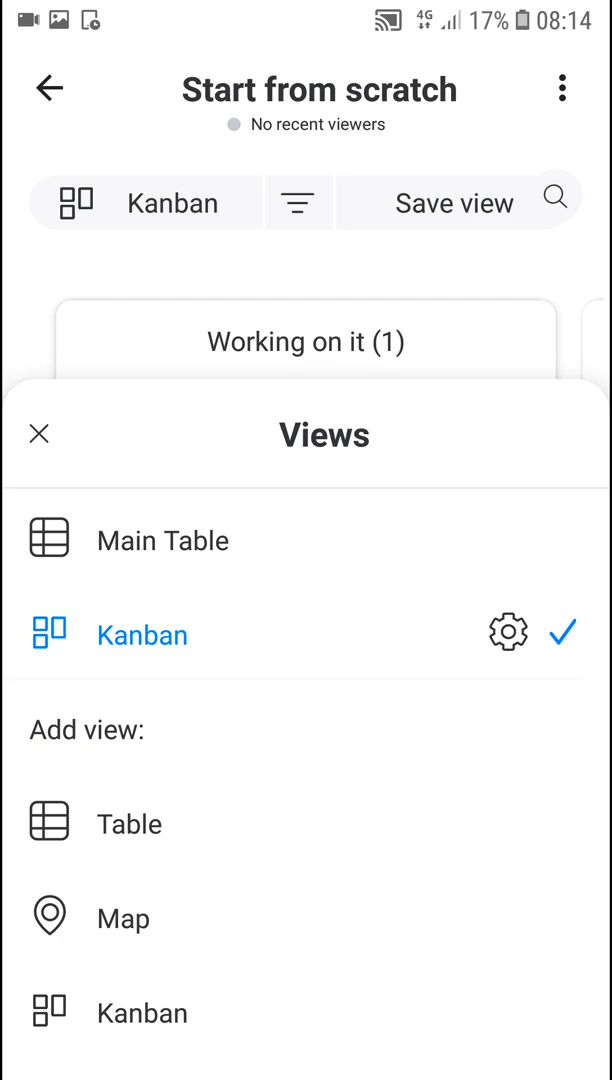 4G 17% 08:14
Start from scratch
No recent viewers
Kanban Save view
Working on it (1)
Views
Main Table
Kanban
Add view:
Table
Map
Kanban